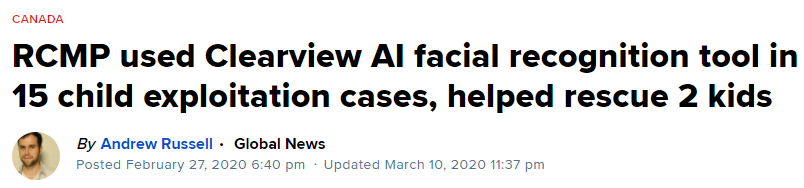 CANADA
RCMP used Clearview AI facial recognition tool in
15 child exploitation cases, helped rescue 2 kids
By Andrew Russell · Global News
Posted February 27, 2020 6:40 pm · Updated March 10, 2020 11:37 pm